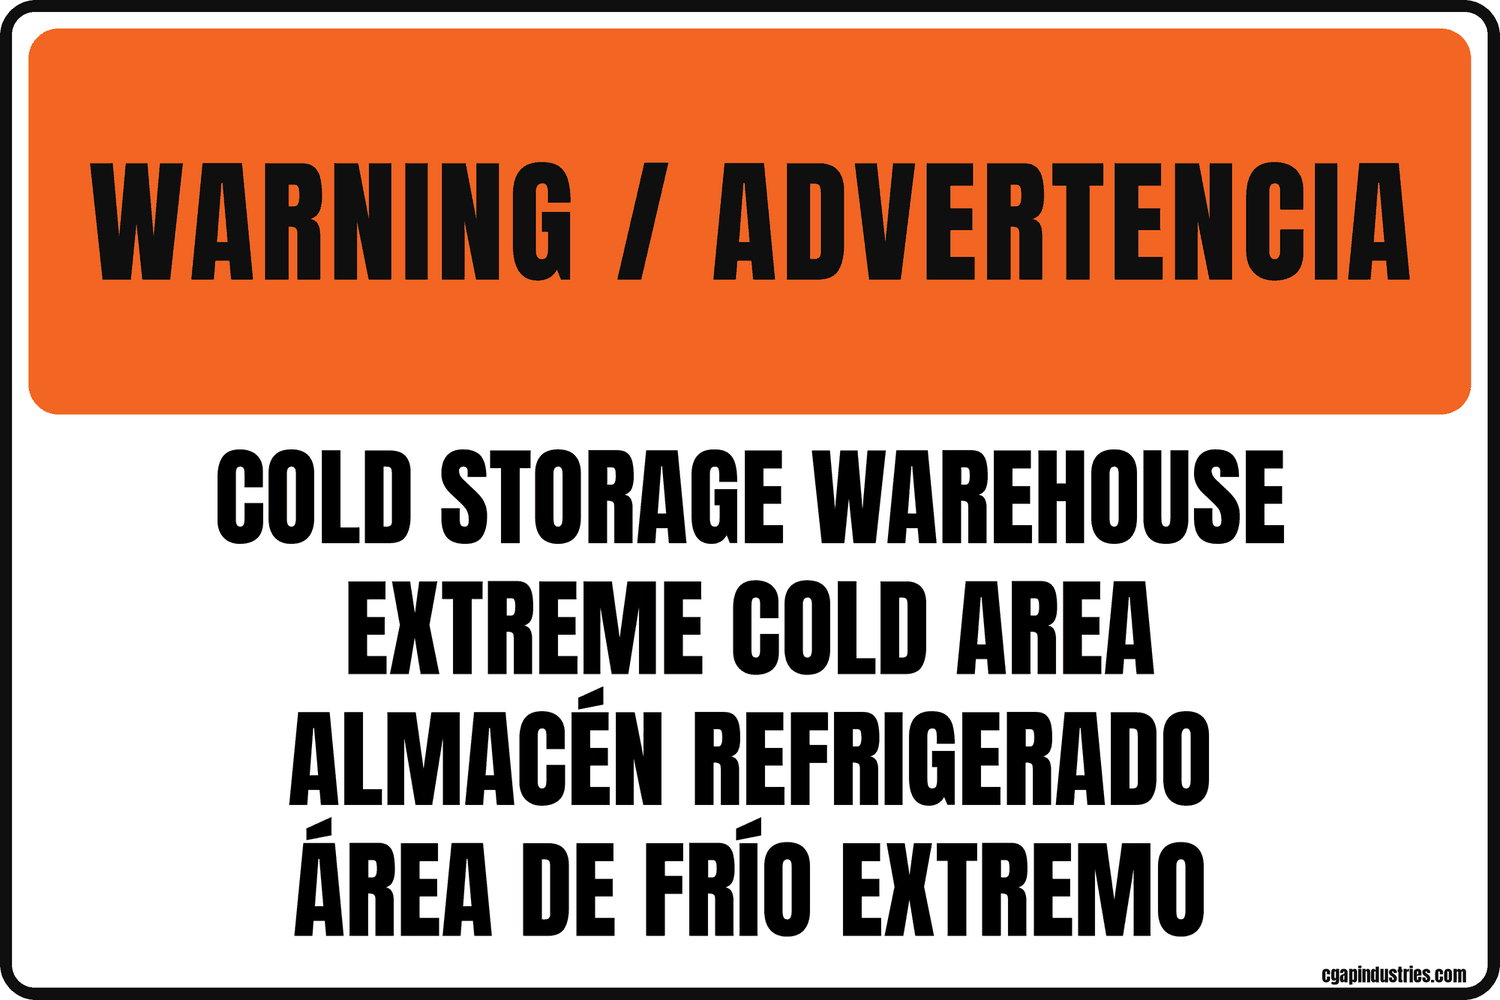 WARNING / ADVERTENCIA
COLD STORAGE WAREHOUSE
EXTREME COLD AREA
ALMACÉN REFRIGERADO
ÁREA DE FRÍO EXTREMO
cgapindustries.com